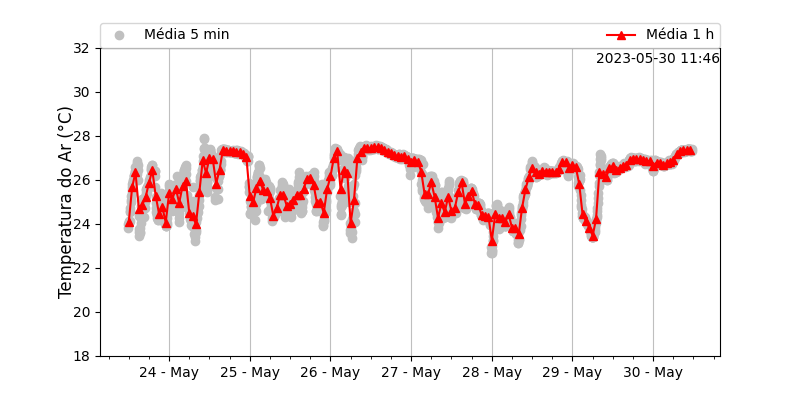 Média 5 min
Média 1 h
2023-05-30 11:46
Temperatura do Ar (°C)
32
30
28
26
24
22
20
18
24 - May
25 - May
26 - May
27 - May
28 - May
29 - May
30 - May